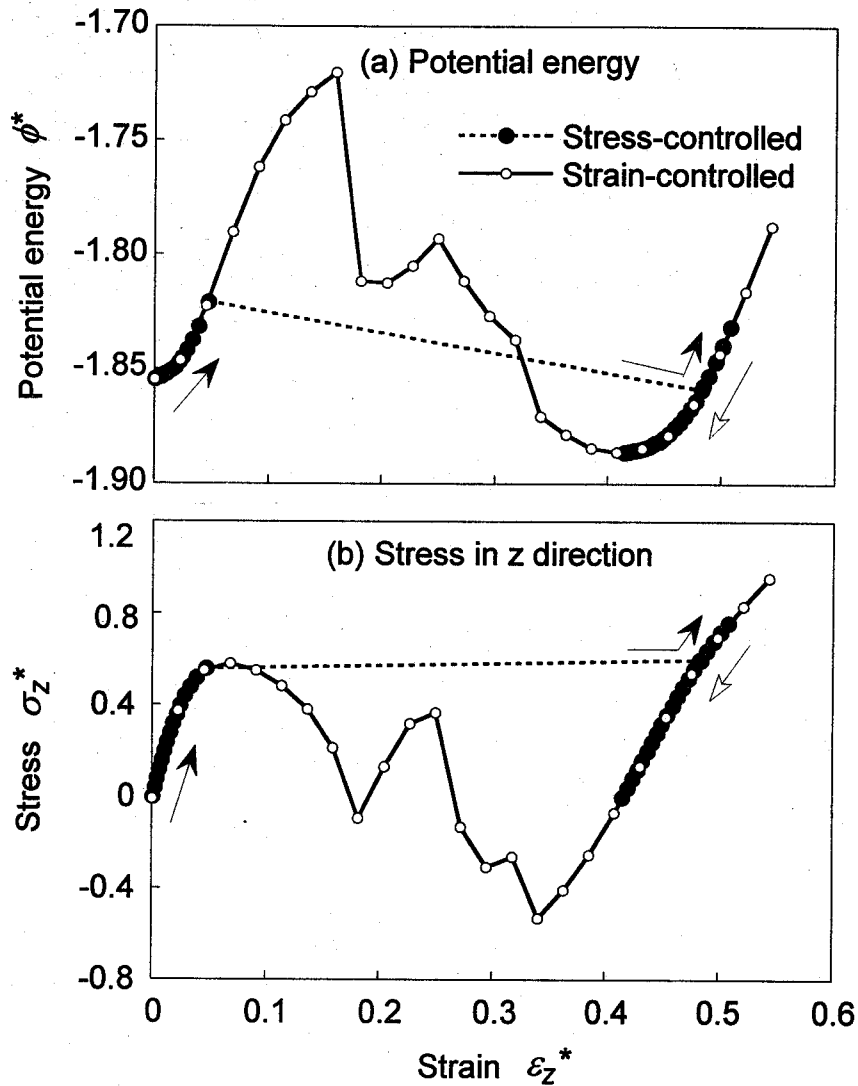 -1.70
(a) Potential energy
-1.75
Stress-controlled
Strain-controlled
-1.80
-1.85
-1.90
Potential energy ϕ*
1.2
(b) Stress in z direction
0.8
0.4
0
-0.4
-0.8
Stress σz*
0 0.1 0.2 0.3 0.4 0.5 0.6
Strain εz*